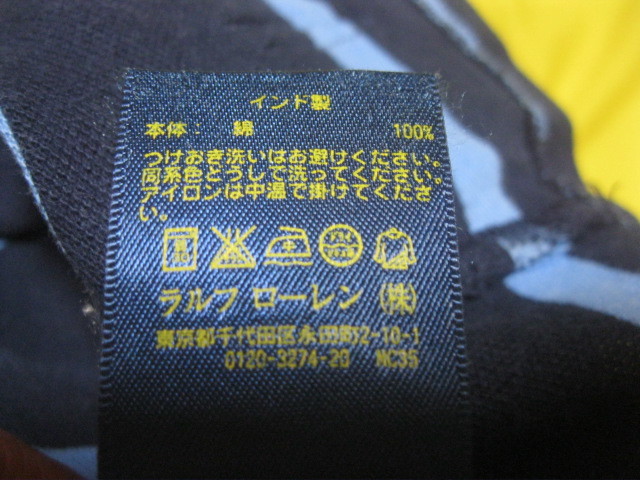 インド製
本体: 綿 100%
つけおき洗いはお避けください。
同系色どうしで洗ってください。
アイロンは中温で掛けてくださ
い。
ラルフ ローレン (株)
東京都千代田区永田町2-10-1
0120-3274-20 MC35